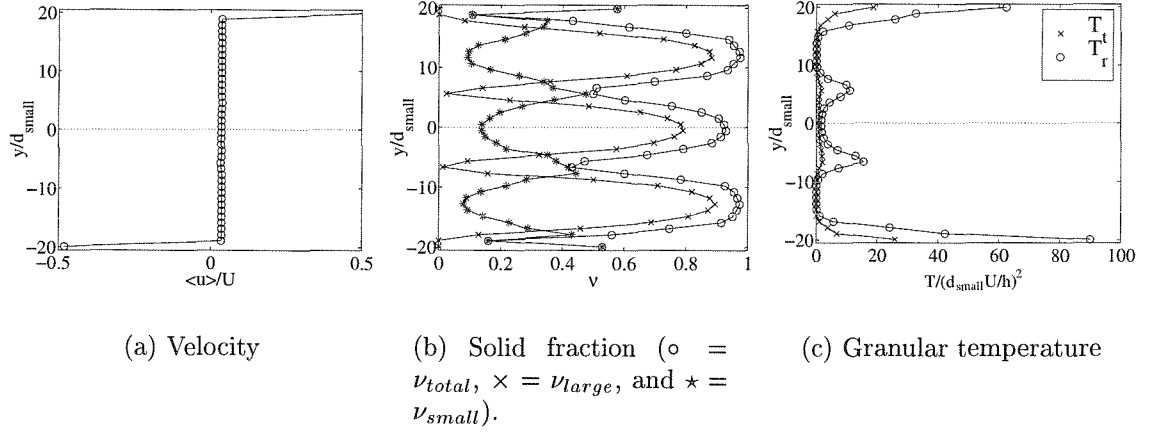 20
10
0
−10
−20
y/d_small
−0.5
0
0.5
<u>/U
20
10
0
−10
−20
y/d_small
0
0.2
0.4
0.6
0.8
1
ν
20
10
0
−10
−20
y/d_small
0
20
40
60
80
100
T/(d_small U/h)^2
× T_t
○ T_r
(a) Velocity
(b) Solid fraction (○ =
ν_total, × = ν_large, and ⋆ =
ν_small).
(c) Granular temperature